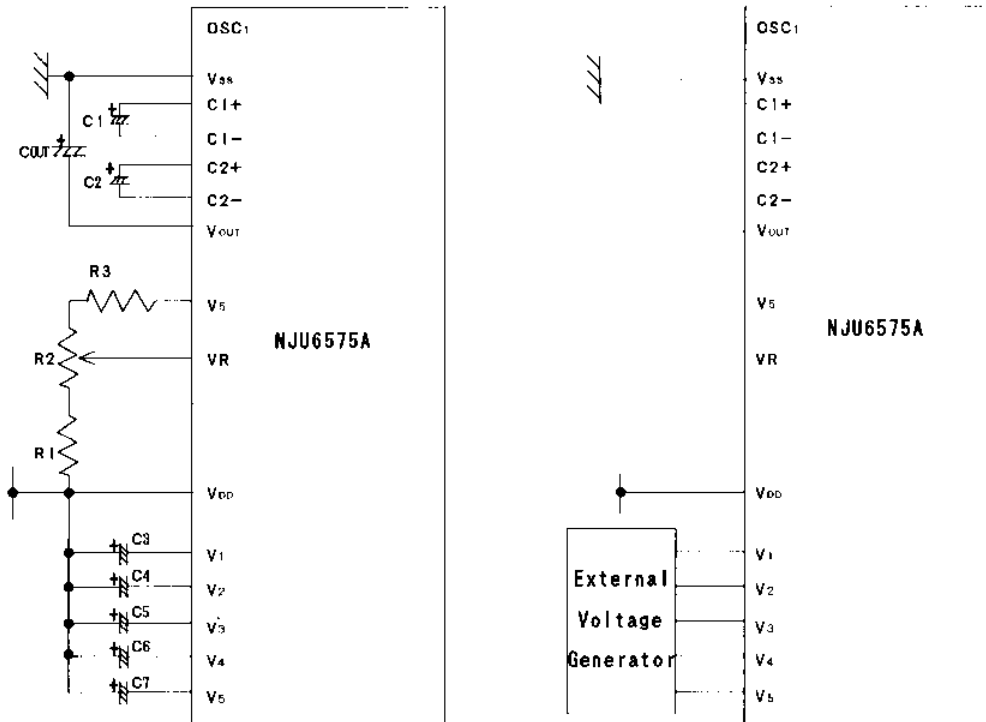 OSC1
Vss
C1+
C1
C1-
COUT
C2+
C2
C2-
VOUT
R3
V5
NJU6575A
R2
VR
R1
VDD
C3
V1
C4
V2
C5
V3
C6
V4
C7
V5
OSC1
Vss
C1+
C1-
C2+
C2-
VOUT
V5
NJU6575A
VR
VDD
External
Voltage
Generator
V1
V2
V3
V4
V5